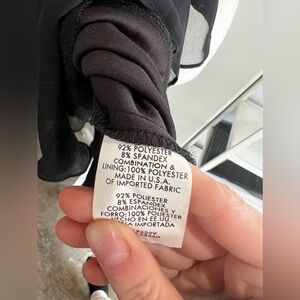 92% POLYESTER
8% SPANDEX
COMBINATION &
LINING:100% POLYESTER
MADE IN U.S.A
OF IMPORTED FABRIC
92% POLIESTER
8% ESPANDEX
COMBINACIONES Y
FORRO:100% POLIESTER
HECHO EN EE.UU
IMPORTADA